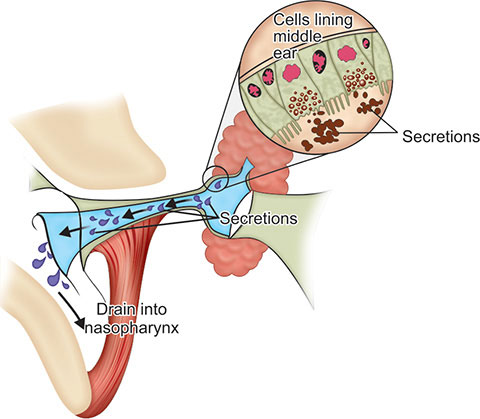 Cells lining
middle
ear
Secretions
Secretions
Drain into
nasopharynx